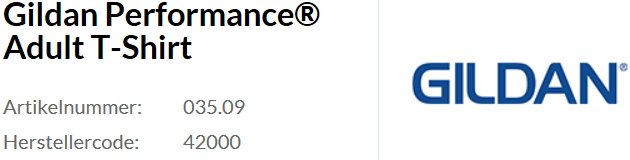 Gildan Performance®
Adult T-Shirt
Artikelnummer: 035.09
Herstellercode: 42000
GILDAN®